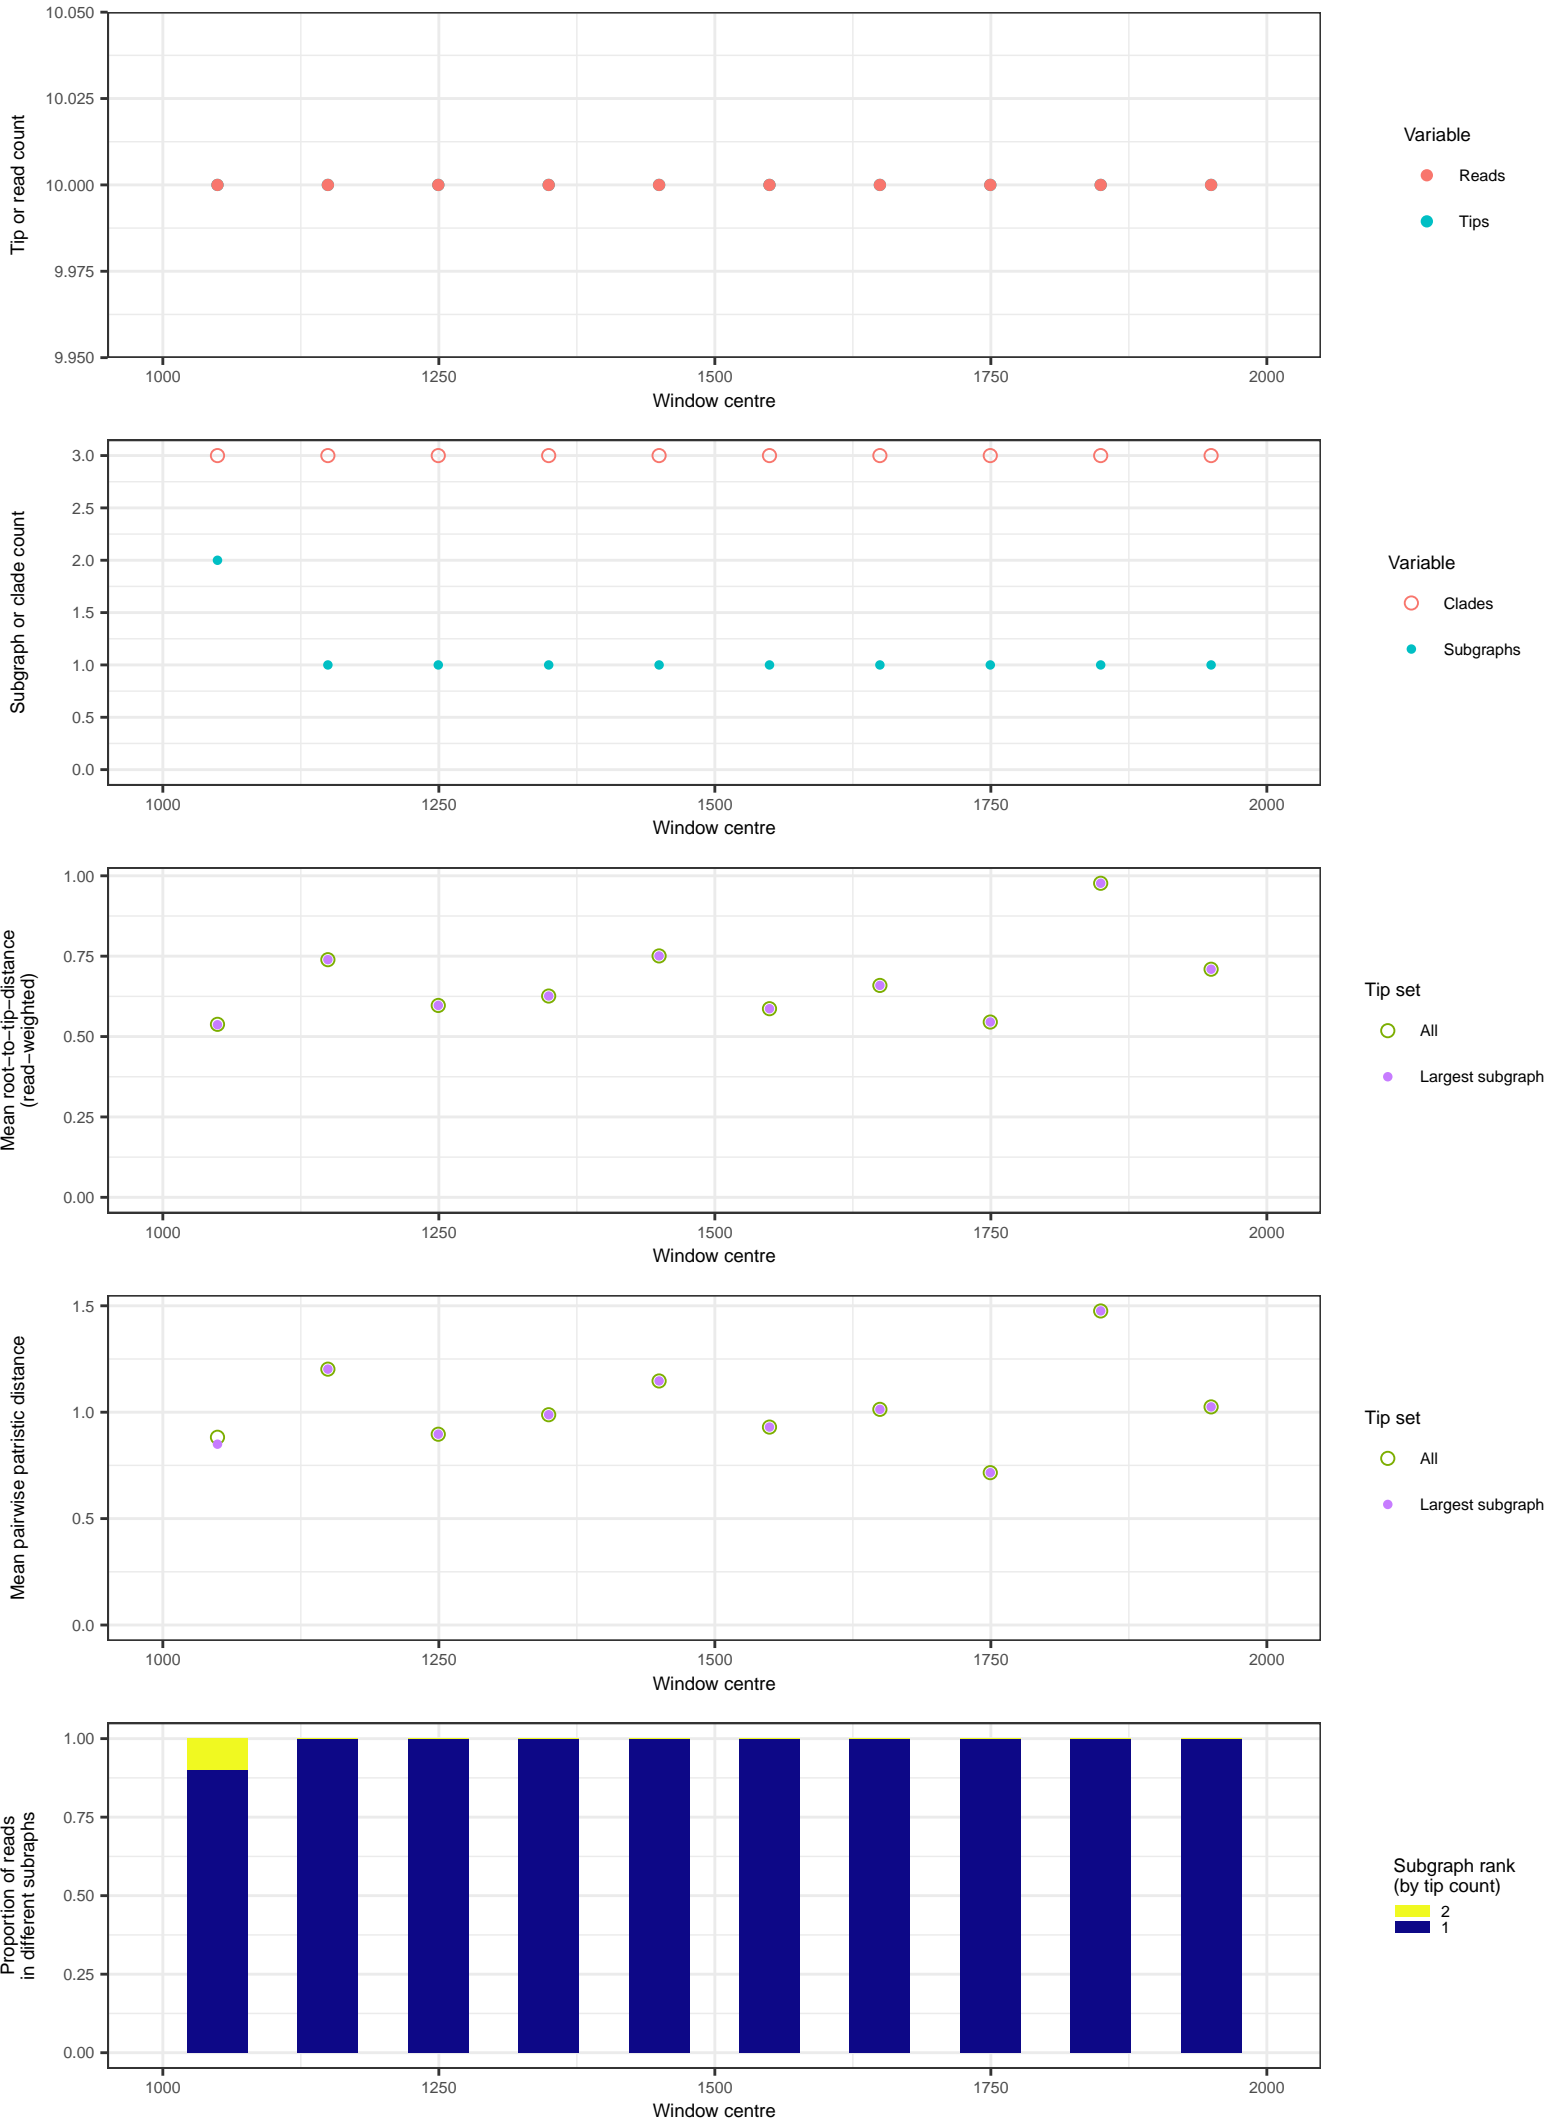 10.050
10.025
10.000
9.975
9.950
Tip or read count
1000 1250 1500 1750 2000
Window centre
Variable
Reads
Tips
3.0
2.5
2.0
1.5
1.0
0.5
0.0
Subgraph or clade count
1000 1250 1500 1750 2000
Window centre
Variable
Clades
Subgraphs
1.00
0.75
0.50
0.25
0.00
Mean root−to−tip−distance
(read−weighted)
1000 1250 1500 1750 2000
Window centre
Tip set
All
Largest subgraph
1.5
1.0
0.5
0.0
Mean pairwise patristic distance
1000 1250 1500 1750 2000
Window centre
Tip set
All
Largest subgraph
1.00
0.75
0.50
0.25
0.00
Proportion of reads
in different subraphs
1000 1250 1500 1750 2000
Window centre
Subgraph rank
(by tip count)
2
1